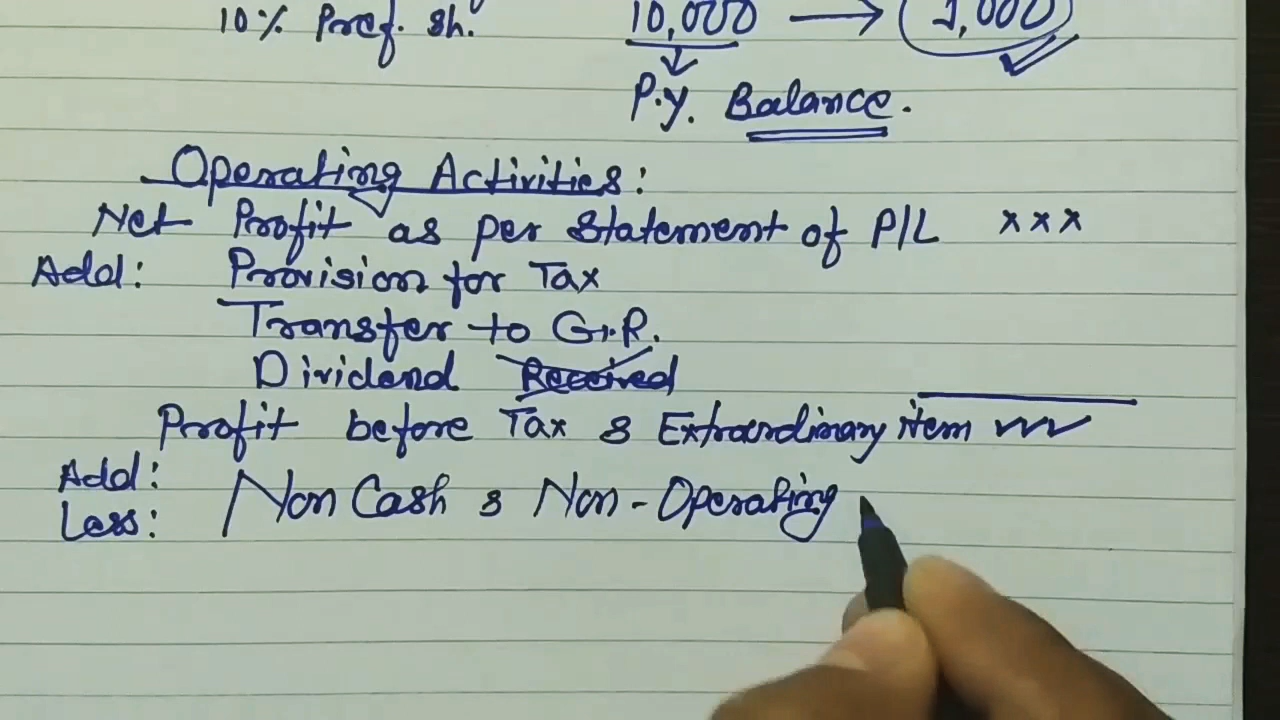 10% Pref. Sh. 10,000 → 1,000
P.Y. Balance.
Operating Activities:
Net Profit as per Statement of P/L xxx
Add: Provision for Tax
Transfer to G.R.
Dividend Received
Profit before Tax & Extraordinary item
Add: Non Cash & Non-Operating
Less: